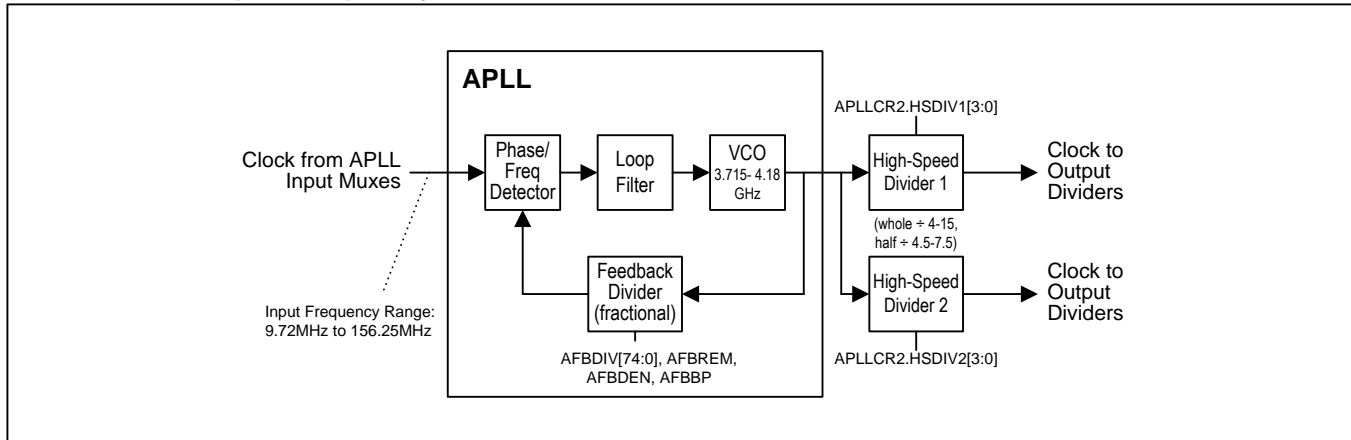 APLL
APLLCR2.HSDIV1[3:0]
Clock from APLL
Input Muxes
Phase/
Freq
Detector
Loop
Filter
VCO
3.715- 4.18
GHz
High-Speed
Divider 1
Clock to
Output
Dividers
(whole ÷ 4-15,
half ÷ 4.5-7.5)
Feedback
Divider
(fractional)
High-Speed
Divider 2
Clock to
Output
Dividers
Input Frequency Range:
9.72MHz to 156.25MHz
AFBDIV[74:0], AFBREM,
AFBDEN, AFBBP
APLLCR2.HSDIV2[3:0]